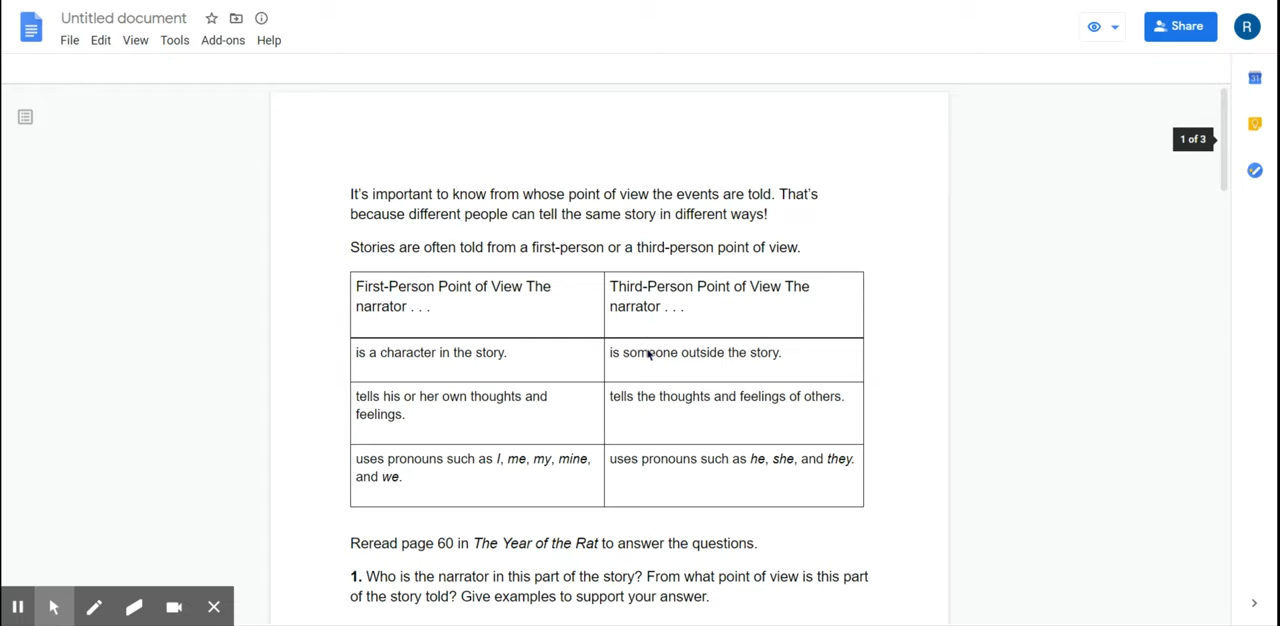 Untitled document
File Edit View Tools Add-ons Help
Share
R
31
1 of 3
It's important to know from whose point of view the events are told. That's
because different people can tell the same story in different ways!
Stories are often told from a first-person or a third-person point of view.
First-Person Point of View The
narrator . . .
Third-Person Point of View The
narrator . . .
is a character in the story.
is someone outside the story.
tells his or her own thoughts and
feelings.
tells the thoughts and feelings of others.
uses pronouns such as I, me, my, mine,
and we.
uses pronouns such as he, she, and they.
Reread page 60 in The Year of the Rat to answer the questions.
1. Who is the narrator in this part of the story? From what point of view is this part
of the story told? Give examples to support your answer.